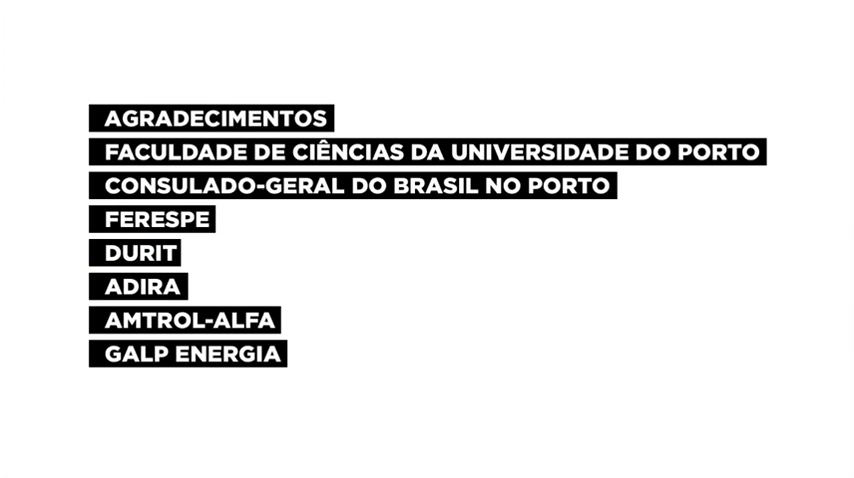 AGRADECIMENTOS
FACULDADE DE CIÊNCIAS DA UNIVERSIDADE DO PORTO
CONSULADO-GERAL DO BRASIL NO PORTO
FERESPE
DURIT
ADIRA
AMTROL-ALFA
GALP ENERGIA